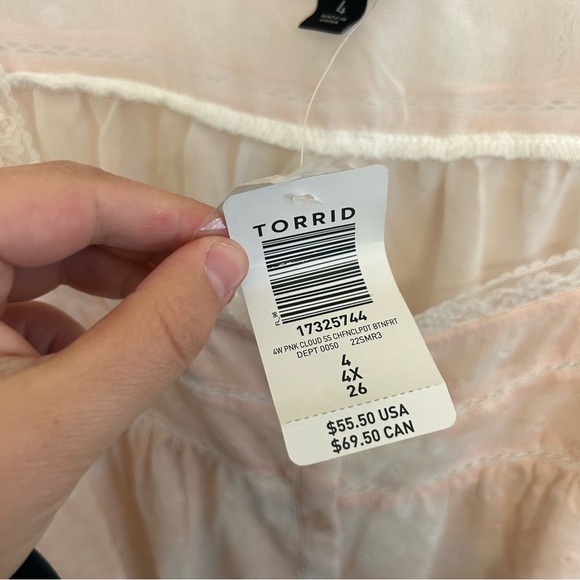 4
TORRID
17325744
4W PNK CLOUD SS CHFNCLPDT BTNFRT
DEPT 0050 22SMR3
4
4X
26
$55.50 USA
$69.50 CAN